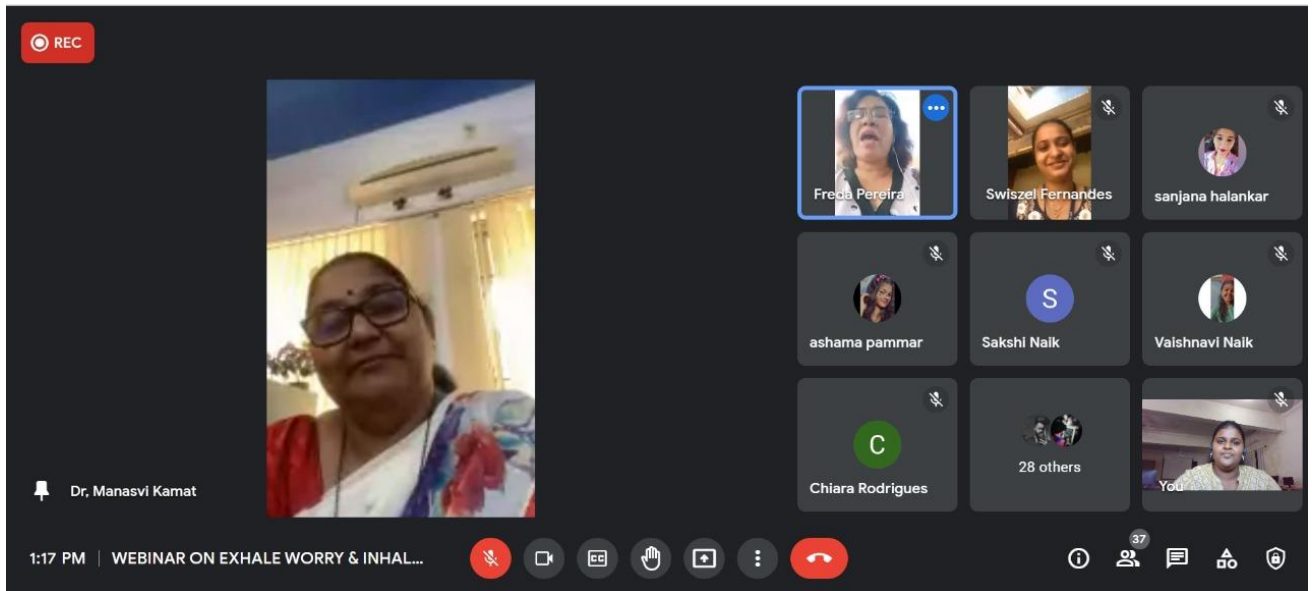 REC
Freda Pereira
Swiszel Fernandes
sanjana halankar
ashama pammar
S
Sakshi Naik
Vaishnavi Naik
C
Chiara Rodrigues
28 others
You
Dr, Manasvi Kamat
1:17 PM | WEBINAR ON EXHALE WORRY & INHAL...
CC
37